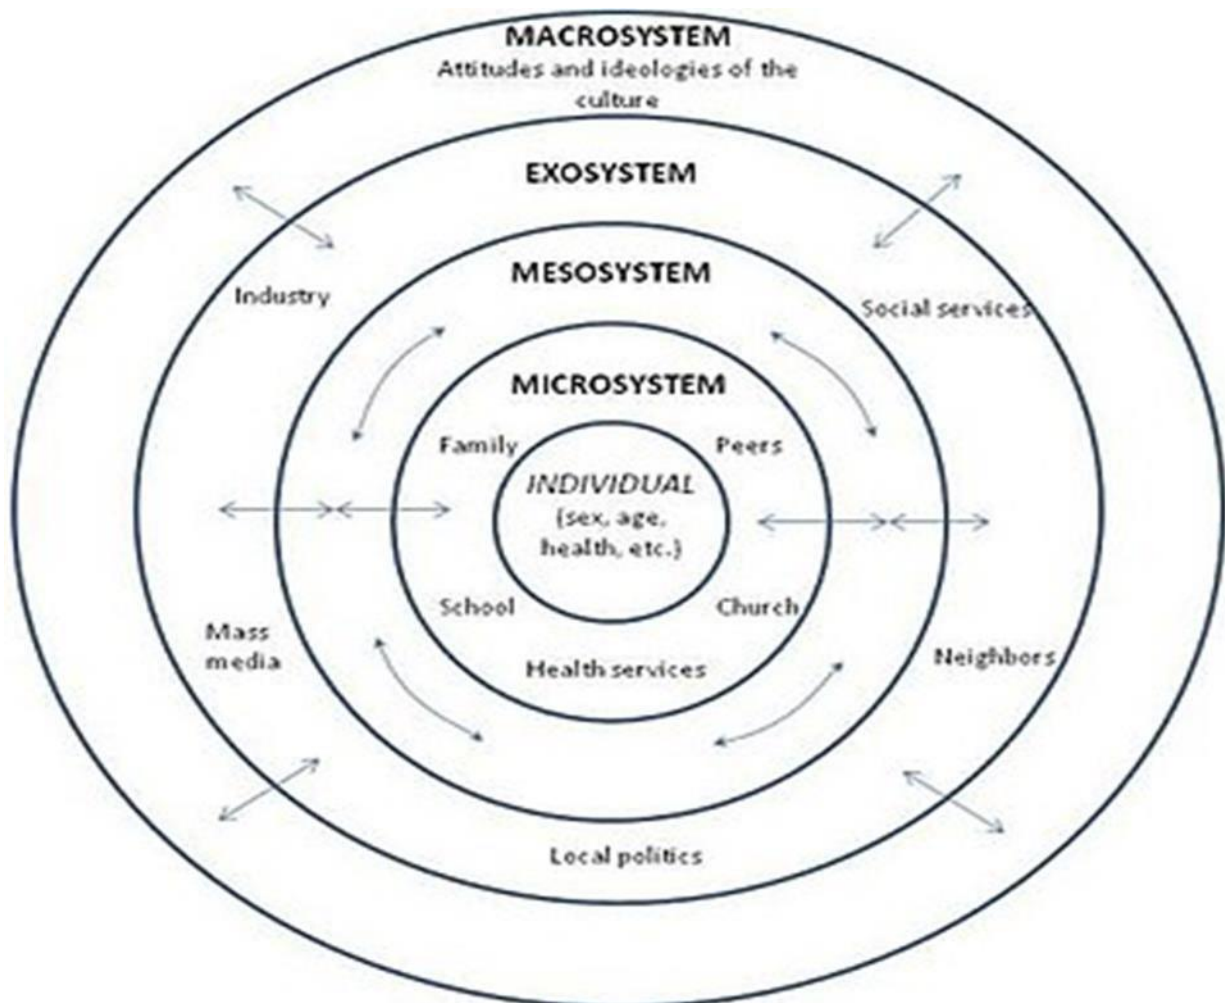 MACROSYSTEM
Attitudes and ideologies of the
culture
EXOSYSTEM
MESOSYSTEM
Industry
Social services
MICROSYSTEM
Family
Peers
INDIVIDUAL
(sex, age,
health, etc.)
School
Church
Mass
media
Health services
Neighbors
Local politics